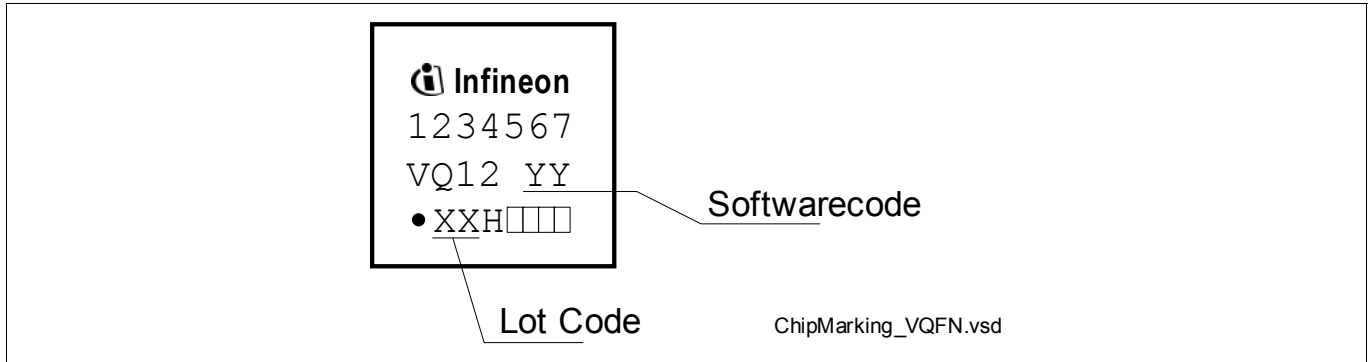 Infineon
1234567
VQ12 YY
•XXH
Softwarecode
Lot Code
ChipMarking_VQFN.vsd